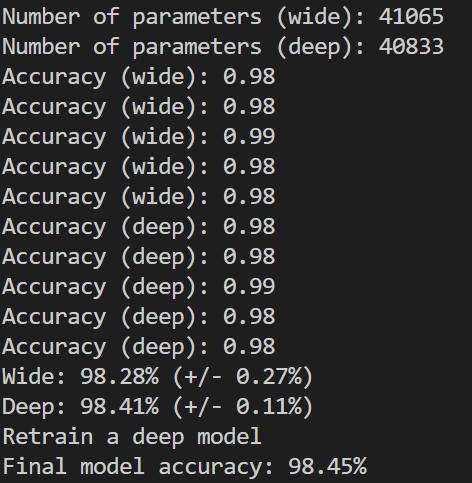 Number of parameters (wide): 41065
Number of parameters (deep): 40833
Accuracy (wide): 0.98
Accuracy (wide): 0.98
Accuracy (wide): 0.99
Accuracy (wide): 0.98
Accuracy (wide): 0.98
Accuracy (deep): 0.98
Accuracy (deep): 0.98
Accuracy (deep): 0.99
Accuracy (deep): 0.98
Accuracy (deep): 0.98
Wide: 98.28% (+/- 0.27%)
Deep: 98.41% (+/- 0.11%)
Retrain a deep model
Final model accuracy: 98.45%